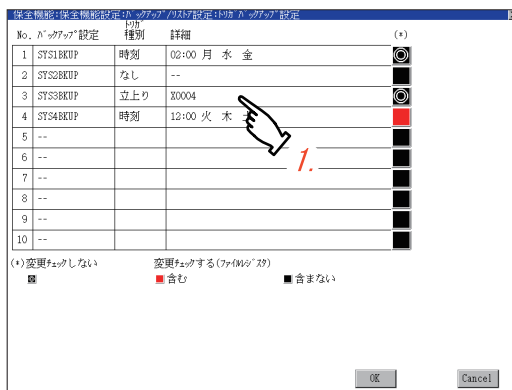 保全機能:保全機能設定:ﾊﾞｯｸｱｯﾌﾟ/ﾘｽﾄｱ設定:ﾄﾘｶﾞﾊﾞｯｸｱｯﾌﾟ設定
No. ﾊﾞｯｸｱｯﾌﾟ設定 ﾄﾘｶﾞ種別 詳細 (*)
1 SYS1BKUP 時刻 02:00 月 水 金
2 SYS2BKUP なし --
3 SYS3BKUP 立上り X0004
4 SYS4BKUP 時刻 12:00 火 木
5 --
6 --
7 --
8 --
9 --
10 --
1.
(*)変更ﾁｪｯｸしない 変更ﾁｪｯｸする(ﾌｧｲﾙﾚｼﾞｽﾀ)
含む 含まない
OK Cancel